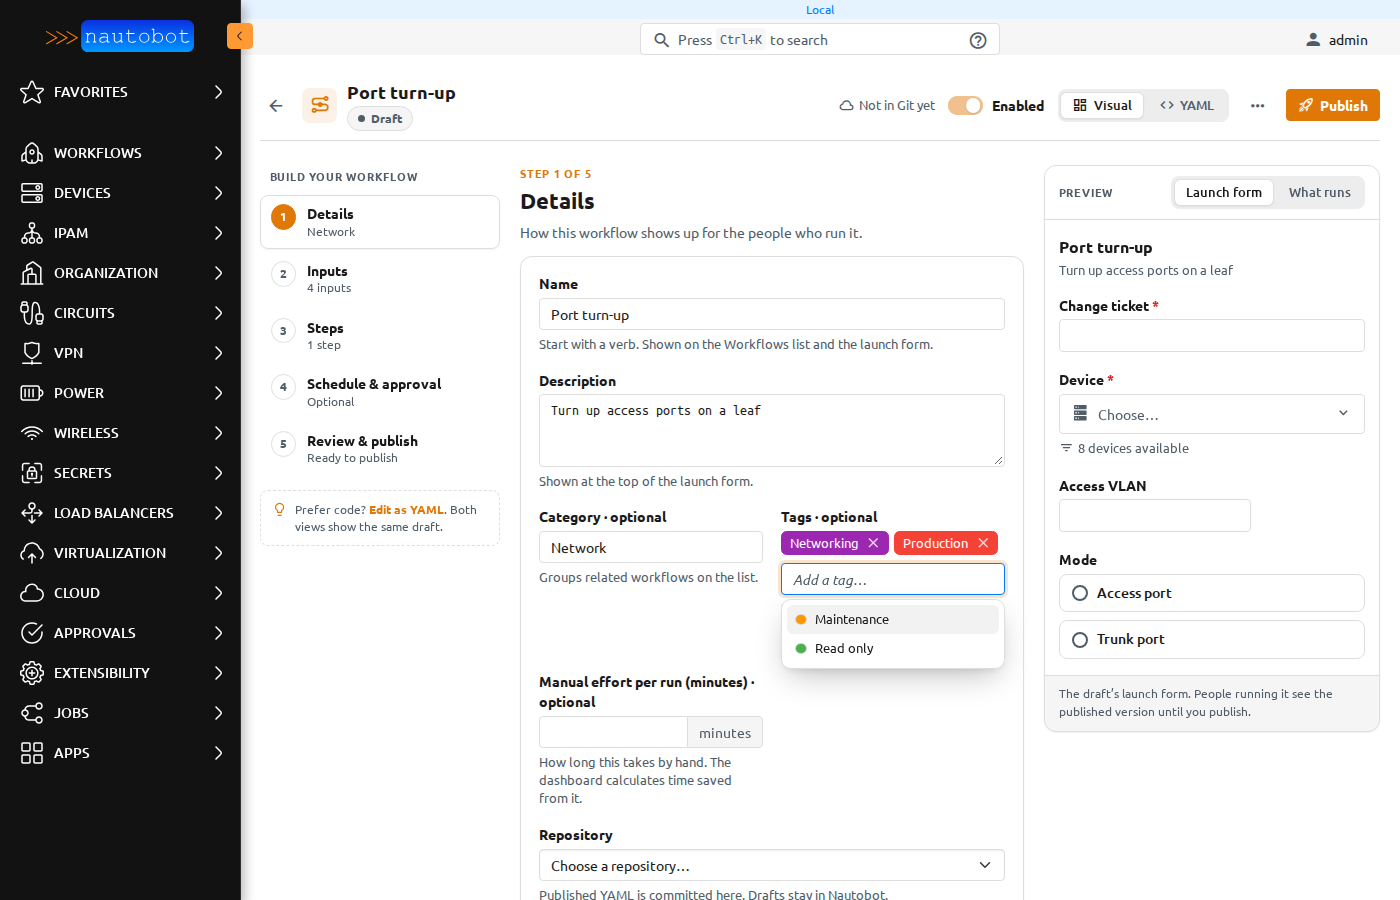 Local
>>> nautobot
Press Ctrl+K to search
admin
FAVORITES
WORKFLOWS
DEVICES
IPAM
ORGANIZATION
CIRCUITS
VPN
POWER
WIRELESS
SECRETS
LOAD BALANCERS
VIRTUALIZATION
CLOUD
APPROVALS
EXTENSIBILITY
JOBS
APPS
Port turn-up
Draft
Not in Git yet
Enabled
Visual
YAML
Publish
BUILD YOUR WORKFLOW
1 Details
Network
2 Inputs
4 inputs
3 Steps
1 step
4 Schedule & approval
Optional
5 Review & publish
Ready to publish
Prefer code? Edit as YAML. Both
views show the same draft.
STEP 1 OF 5
Details
How this workflow shows up for the people who run it.
Name
Port turn-up
Start with a verb. Shown on the Workflows list and the launch form.
Description
Turn up access ports on a leaf
Shown at the top of the launch form.
Category · optional
Network
Groups related workflows on the list.
Tags · optional
Networking
Production
Add a tag…
Maintenance
Read only
Manual effort per run (minutes) ·
optional
minutes
How long this takes by hand. The
dashboard calculates time saved
from it.
Repository
Choose a repository…
Published YAML is committed here. Drafts stay in Nautobot.
PREVIEW
Launch form
What runs
Port turn-up
Turn up access ports on a leaf
Change ticket *
Device *
Choose…
8 devices available
Access VLAN
Mode
Access port
Trunk port
The draft's launch form. People running it see the
published version until you publish.